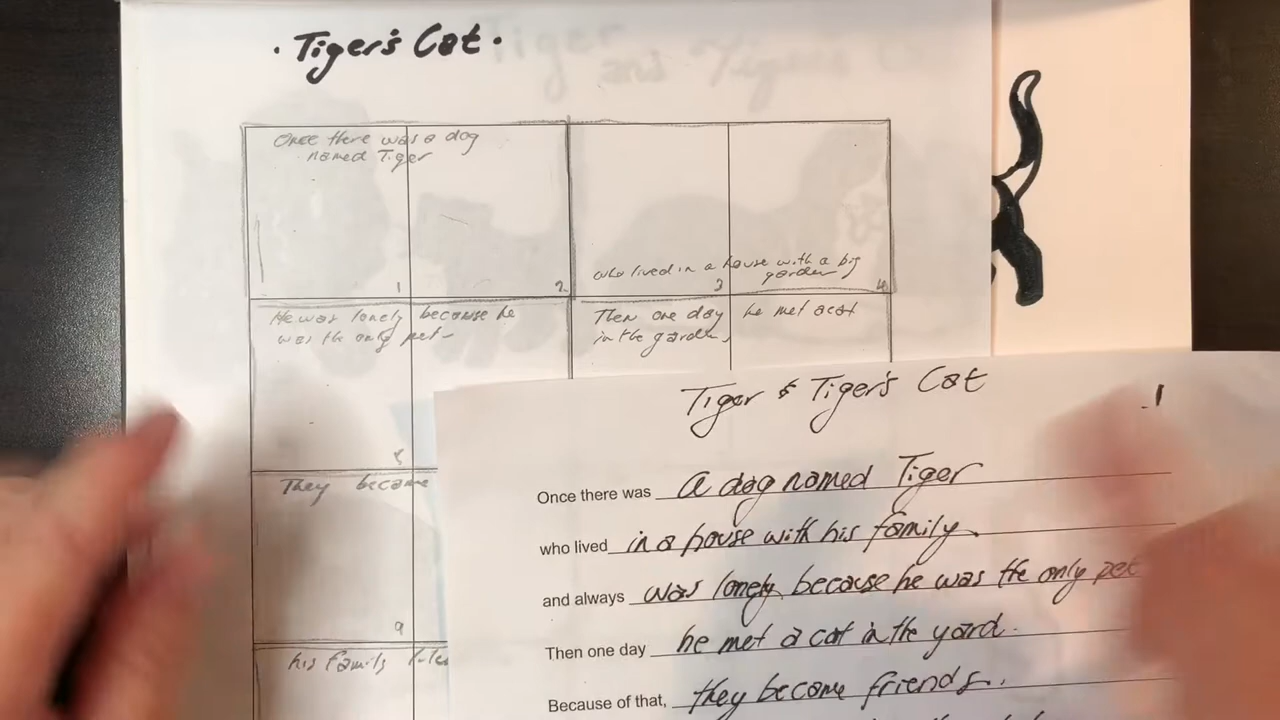 · Tiger's Cat ·
Once there was a dog
named Tiger
1
2
who lived in a house with a big
garden
3
4
He was lonely because he
was the only pet
Then one day he met a cat
in the garden
They become
9
his family
Tiger & Tiger's Cat
1
Once there was a dog named Tiger
who lived in a house with his family
and always was lonely because he was the only pet
Then one day he met a cat in the yard.
Because of that, they become friends.